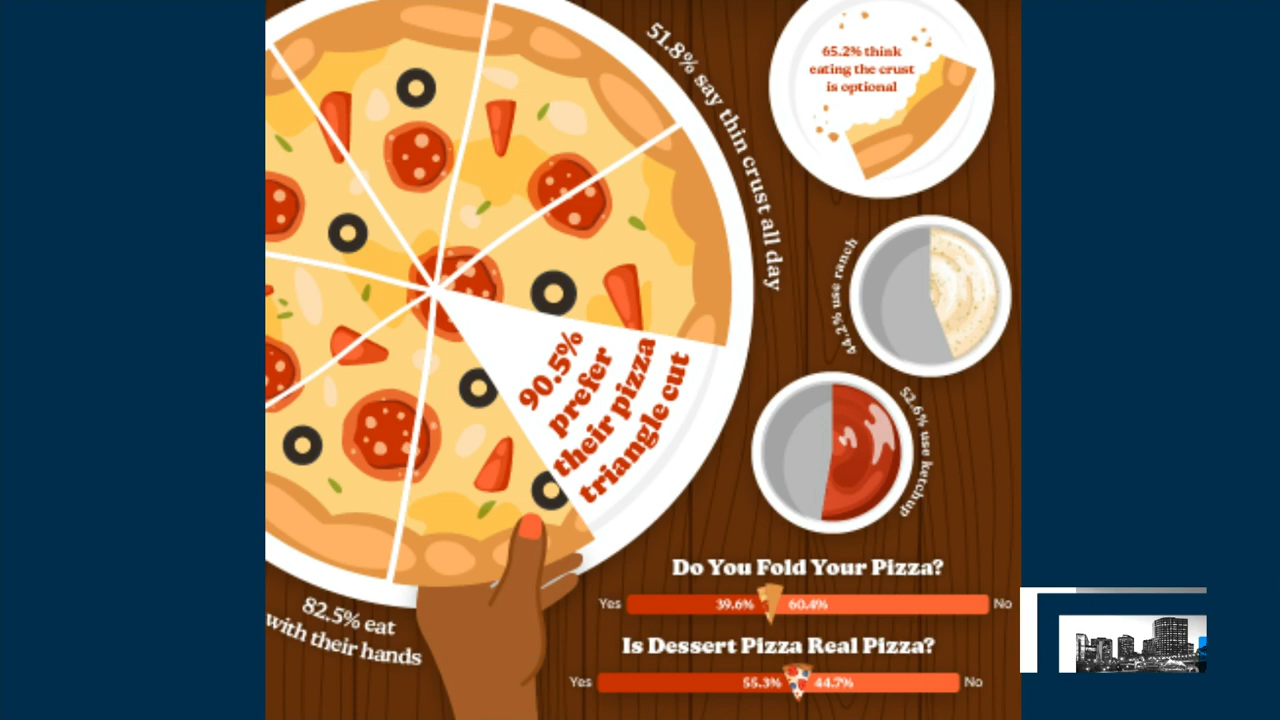 51.8% say thin crust all day
65.2% think
eating the crust
is optional
44.2% use ranch
90.5%
prefer
their pizza
triangle cut
52.6% use ketchup
82.5% eat
with their hands
Do You Fold Your Pizza?
Yes 39.6% 60.4% No
Is Dessert Pizza Real Pizza?
Yes 55.3% 44.7% No